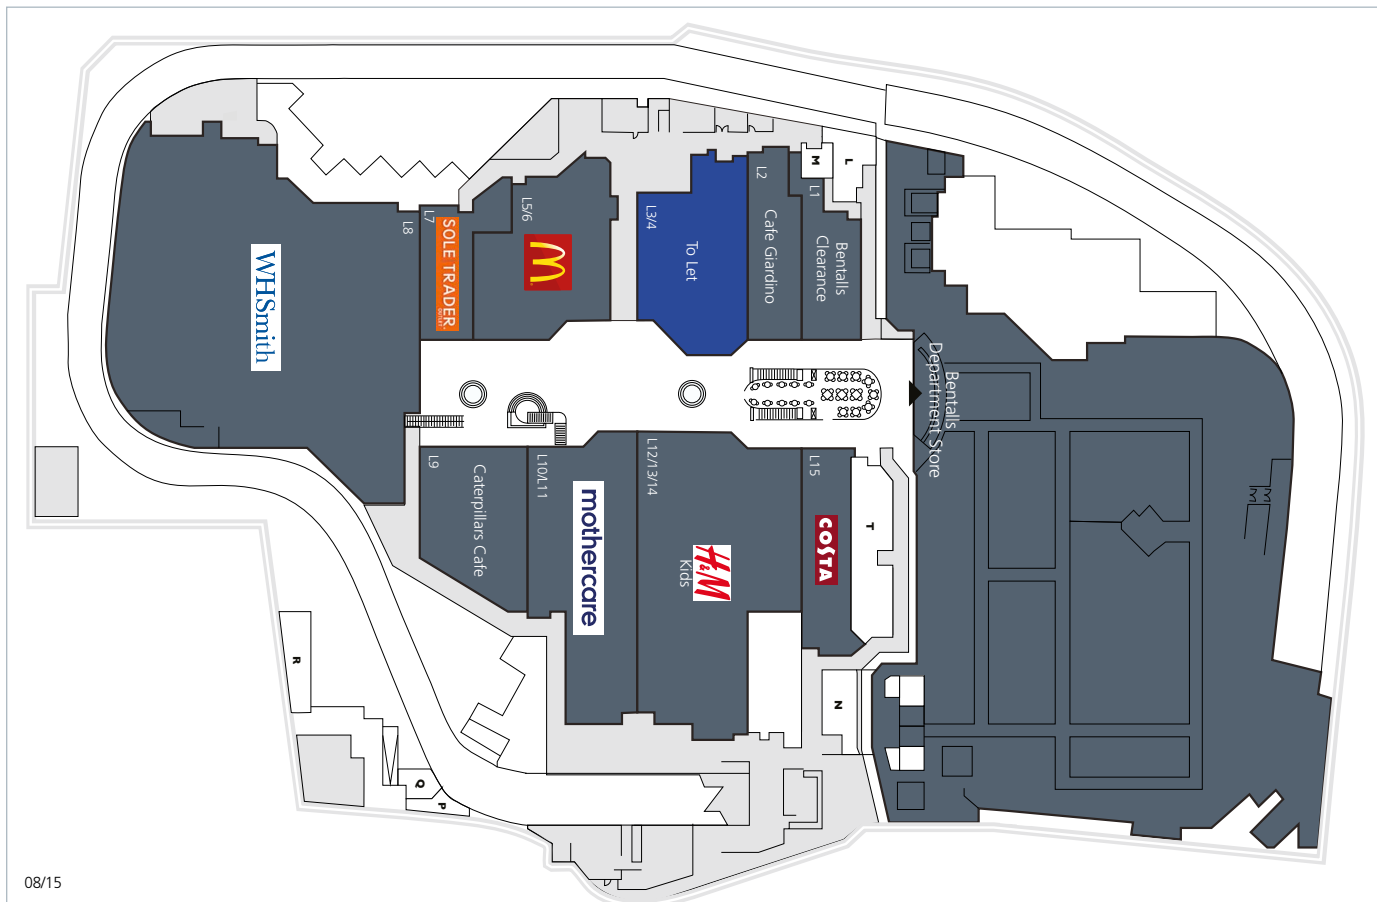 L
M
L1
Bentalls
Clearance
L2
Cafe Giardino
L3/4
To Let
L5/6
M
L7
SOLE TRADER
OUTLET
L8
WHSmith
Bentalls
Department Store
L9
Caterpillars Cafe
L10/L11
mothercare
L12/13/14
H&M
Kids
L15
COSTA
T
N
R
Q
P
08/15